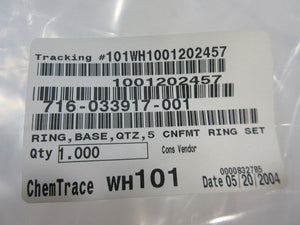 Tracking #101WH1001202457
1001202457
716-033917-001
RING,BASE,QTZ,5 CNFMT RING SET
Qty 1.000 Cons Vendor
0000832785
ChemTrace WH101 Date 05/20/2004